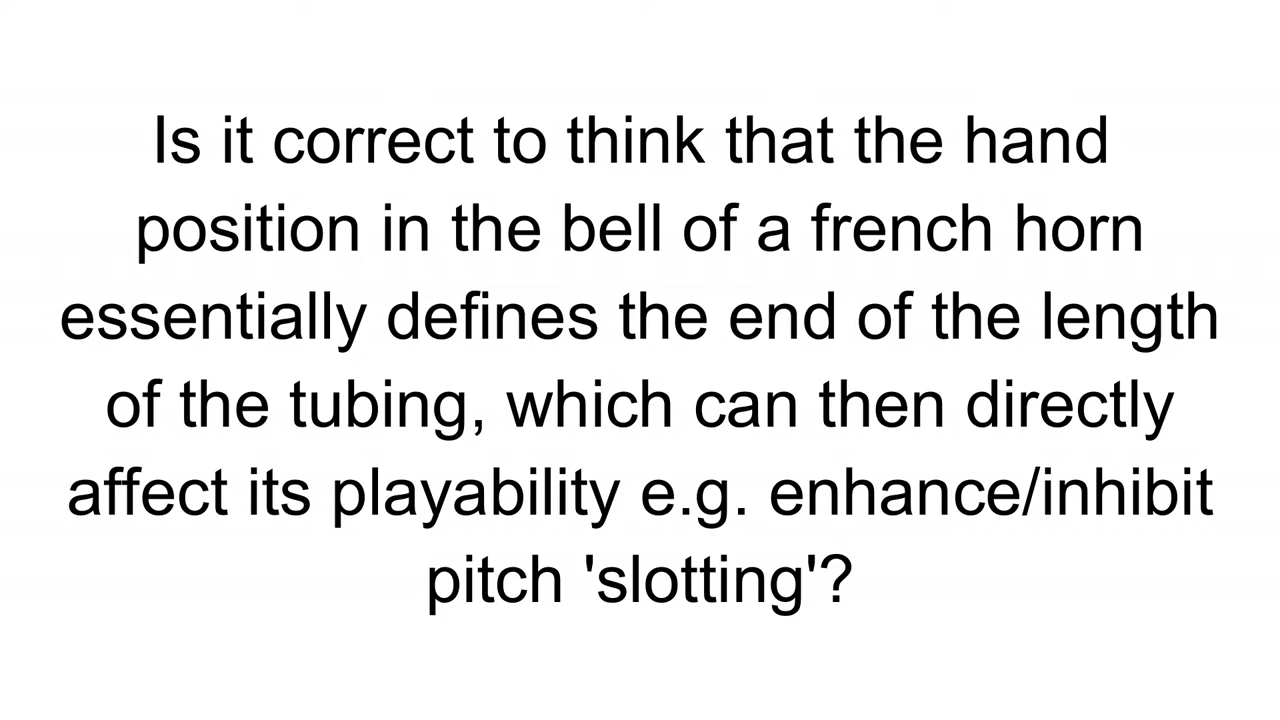 Is it correct to think that the hand
position in the bell of a french horn
essentially defines the end of the length
of the tubing, which can then directly
affect its playability e.g. enhance/inhibit
pitch 'slotting'?